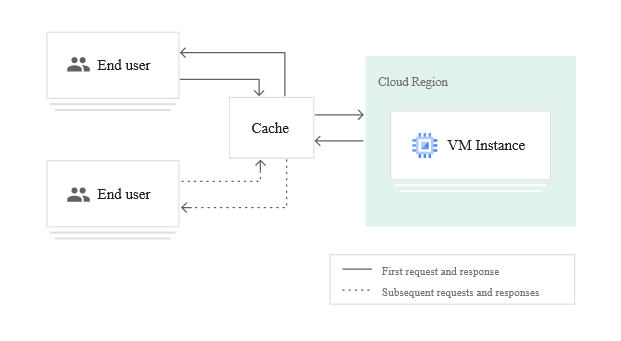 End user
Cloud Region
Cache
VM Instance
End user
First request and response
Subsequent requests and responses